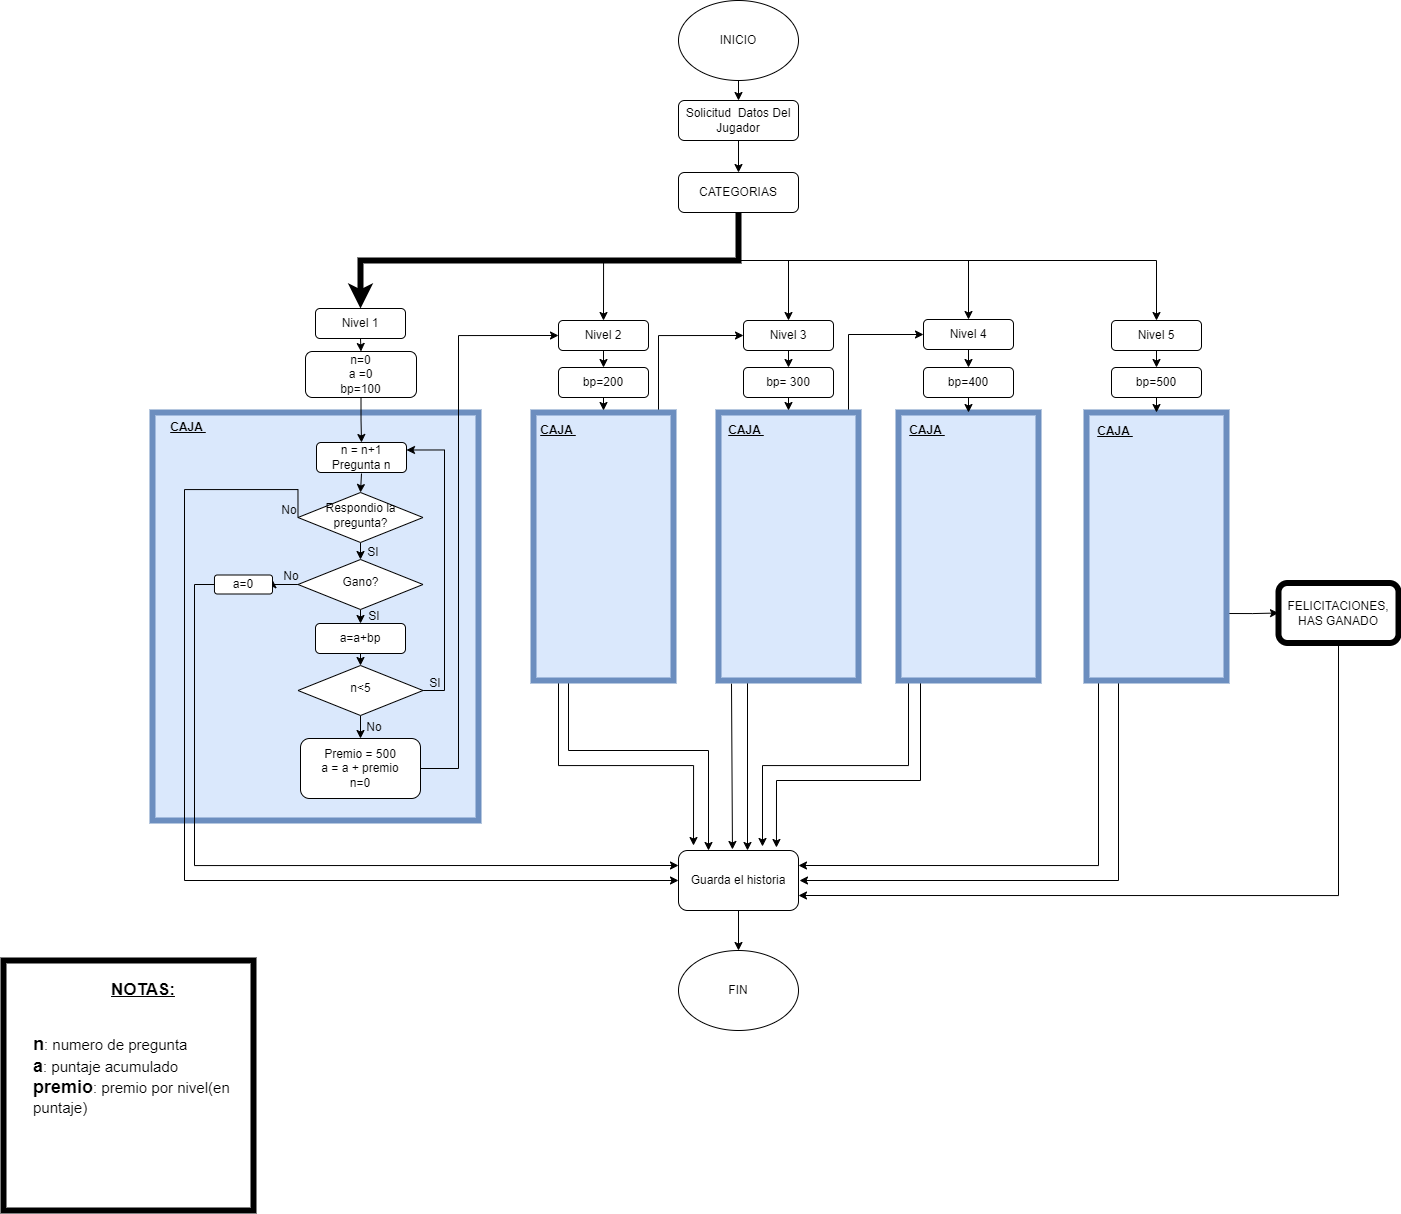 INICIO
Solicitud Datos Del
Jugador
CATEGORIAS
Nivel 1
n=0
a =0
bp=100
Nivel 2
bp=200
Nivel 3
bp= 300
Nivel 4
bp=400
Nivel 5
bp=500
CAJA
n = n+1
Pregunta n
Respondio la
pregunta?
No
SI
Gano?
No
a=0
SI
a=a+bp
n<5
SI
No
Premio = 500
a = a + premio
n=0
CAJA
CAJA
CAJA
CAJA
FELICITACIONES,
HAS GANADO
Guarda el historia
FIN
NOTAS:
n: numero de pregunta
a: puntaje acumulado
premio: premio por nivel(en
puntaje)